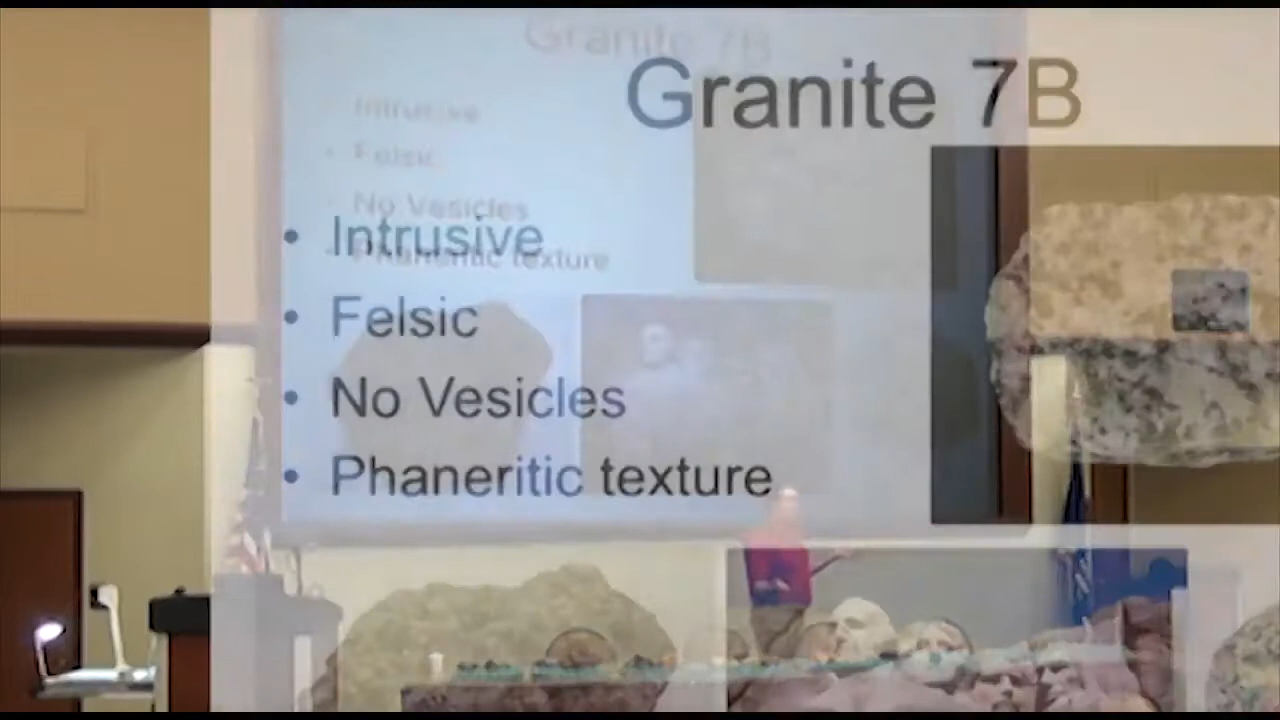 Granite 7B
Intrusive
Felsic
No Vesicles
Phaneritic texture
Granite 7B
• Intrusive
• Felsic
• No Vesicles
• Phaneritic texture